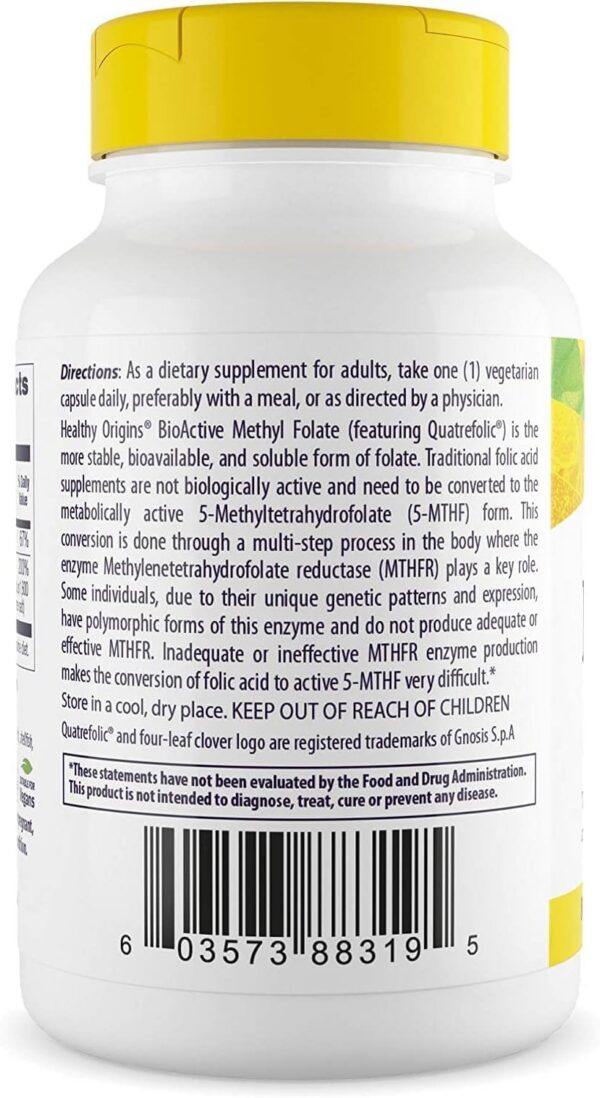 cts
% Daily
Value
67%
200%
Directions: As a dietary supplement for adults, take one (1) vegetarian
capsule daily, preferably with a meal, or as directed by a physician.
Healthy Origins® BioActive Methyl Folate (featuring Quatrefolic®) is the
more stable, bioavailable, and soluble form of folate. Traditional folic acid
supplements are not biologically active and need to be converted to the
metabolically active 5-Methyltetrahydrofolate (5-MTHF) form. This
conversion is done through a multi-step process in the body where the
enzyme Methylenetetrahydrofolate reductase (MTHFR) plays a key role.
Some individuals, due to their unique genetic patterns and expression,
have polymorphic forms of this enzyme and do not produce adequate or
effective MTHFR. Inadequate or ineffective MTHFR enzyme production
makes the conversion of folic acid to active 5-MTHF very difficult.*
Store in a cool, dry place. KEEP OUT OF REACH OF CHILDREN
Quatrefolic® and four-leaf clover logo are registered trademarks of Gnosis S.p.A
*These statements have not been evaluated by the Food and Drug Administration.
This product is not intended to diagnose, treat, cure or prevent any disease.
6 03573 88319 5